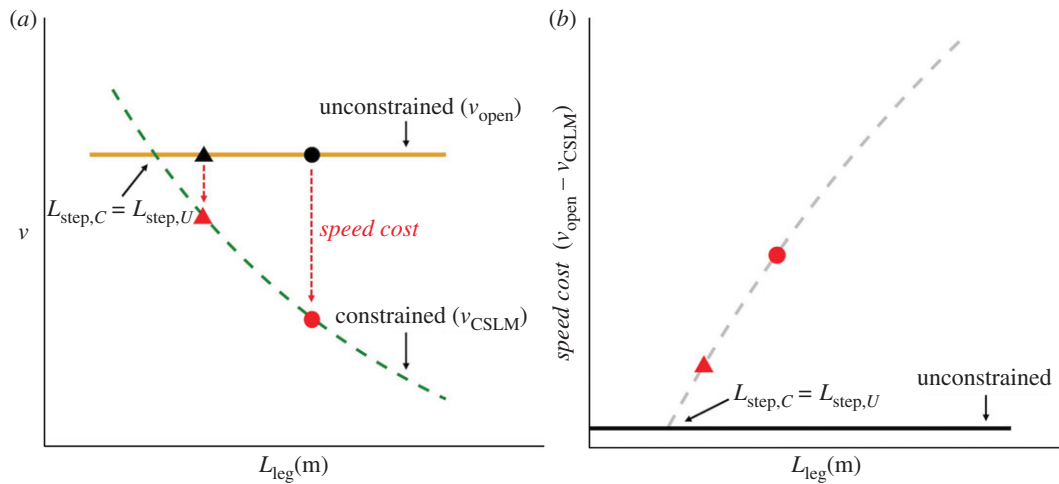 (a)
unconstrained (v_open)
L_step,C = L_step,U
v
speed cost
constrained (v_CSLM)
L_leg(m)
(b)
speed cost (v_open – v_CSLM)
unconstrained
L_step,C = L_step,U
L_leg(m)